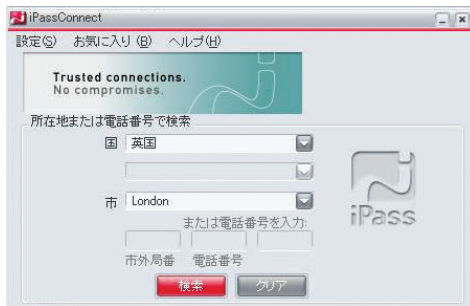 iPassConnect
設定(S) お気に入り(B) ヘルプ(H)
Trusted connections.
No compromises.
所在地または電話番号で検索
国 英国
市 London
または電話番号を入力:
市外局番 電話番号
iPass
検索 クリア